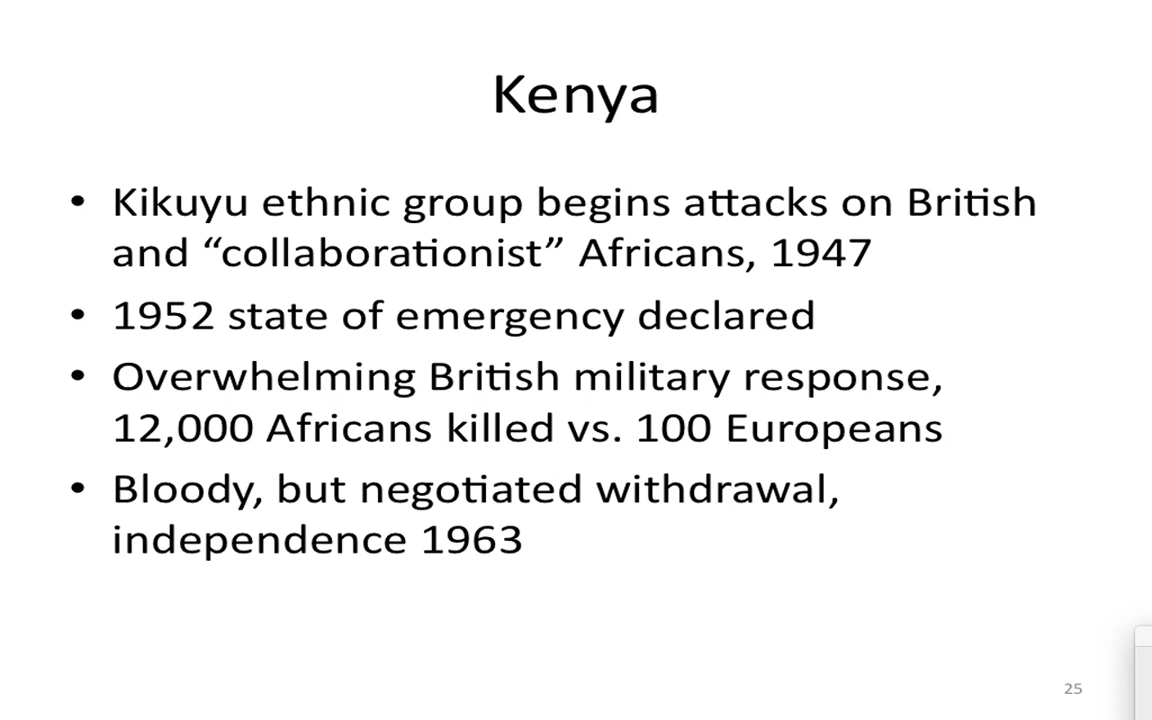 Kenya
• Kikuyu ethnic group begins attacks on British
and “collaborationist” Africans, 1947
• 1952 state of emergency declared
• Overwhelming British military response,
12,000 Africans killed vs. 100 Europeans
• Bloody, but negotiated withdrawal,
independence 1963
25